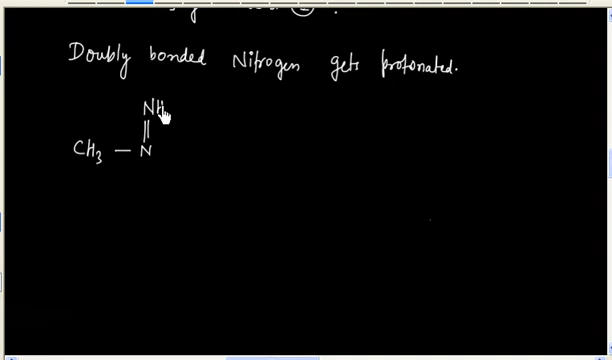 Doubly bonded Nitrogen gets protonated.
NH
||
CH₃ — N